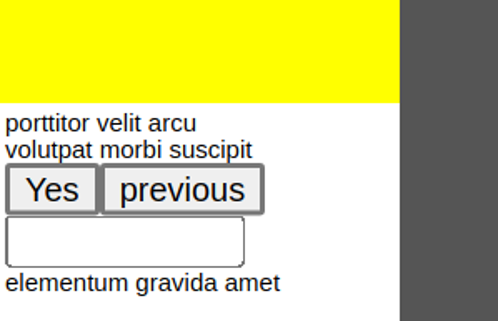 porttitor velit arcu
volutpat morbi suscipit
Yes previous
elementum gravida amet